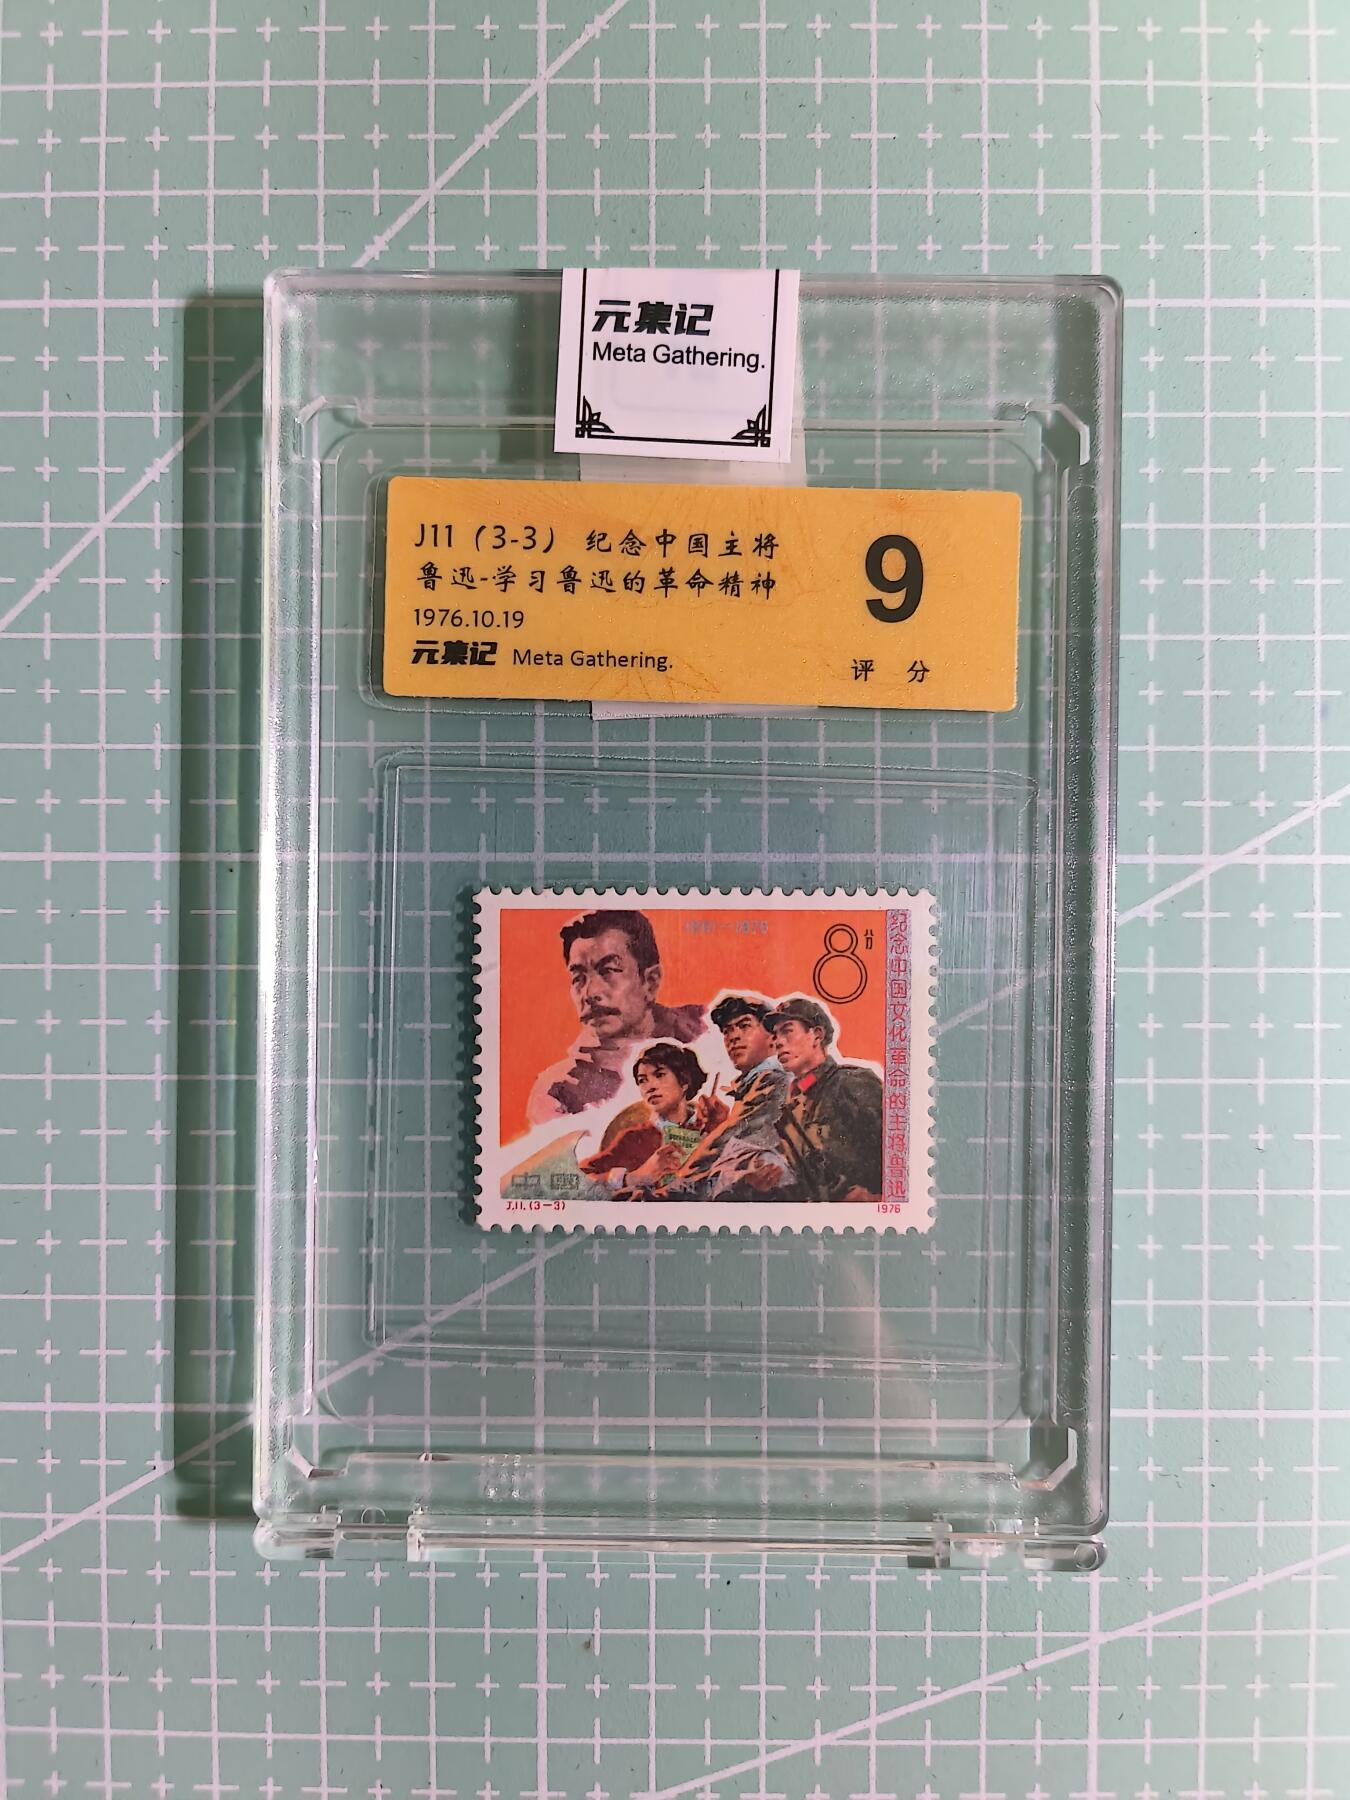 元集记
Meta Gathering.
J11（3-3） 纪念中国主将
鲁迅-学习鲁迅的革命精神
1976.10.19
元集记 Meta Gathering.
9
评 分
8分
纪念中国文化革命的主将鲁迅
J.11.(3-3)
1976